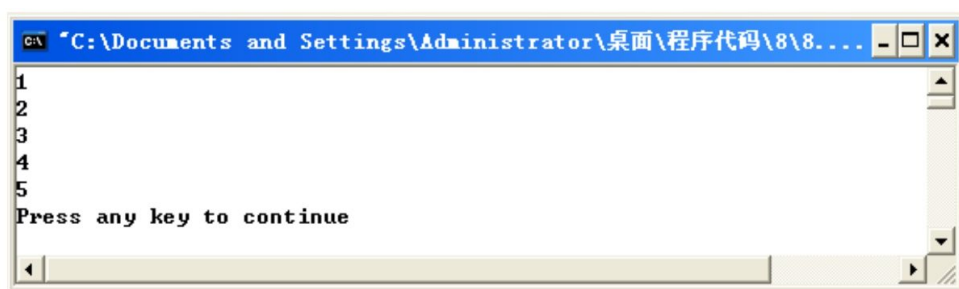 "C:\Documents and Settings\Administrator\桌面\程序代码\8\8....
1
2
3
4
5
Press any key to continue